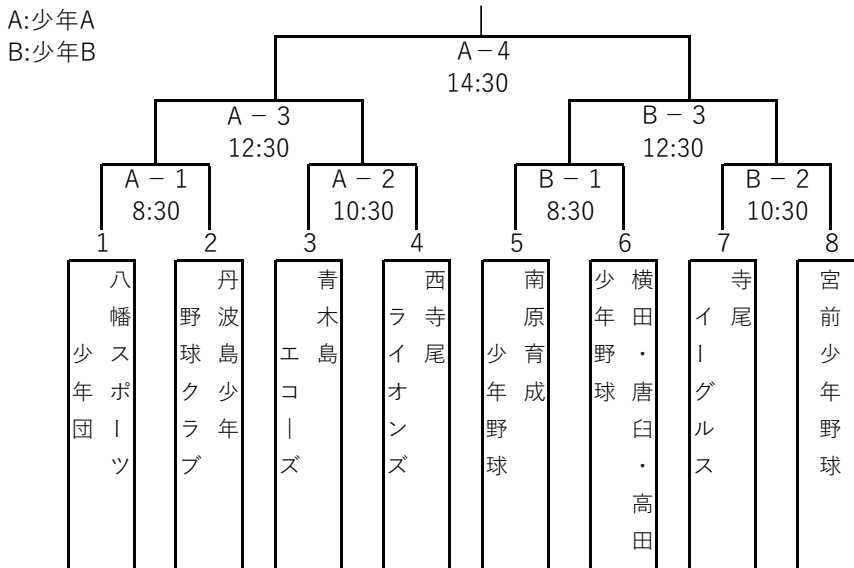 A:少年A
B:少年B
A－4
14:30
A－3
12:30
B－3
12:30
A－1
8:30
A－2
10:30
B－1
8:30
B－2
10:30
1
2
3
4
5
6
7
8
八幡スポーツ
少年団
丹波島少年
野球クラブ
青木島
エコーズ
西寺尾
ライオンズ
南原育成
少年野球
横田・唐臼・高田
少年野球
寺尾
イーグルス
宮前少年野球